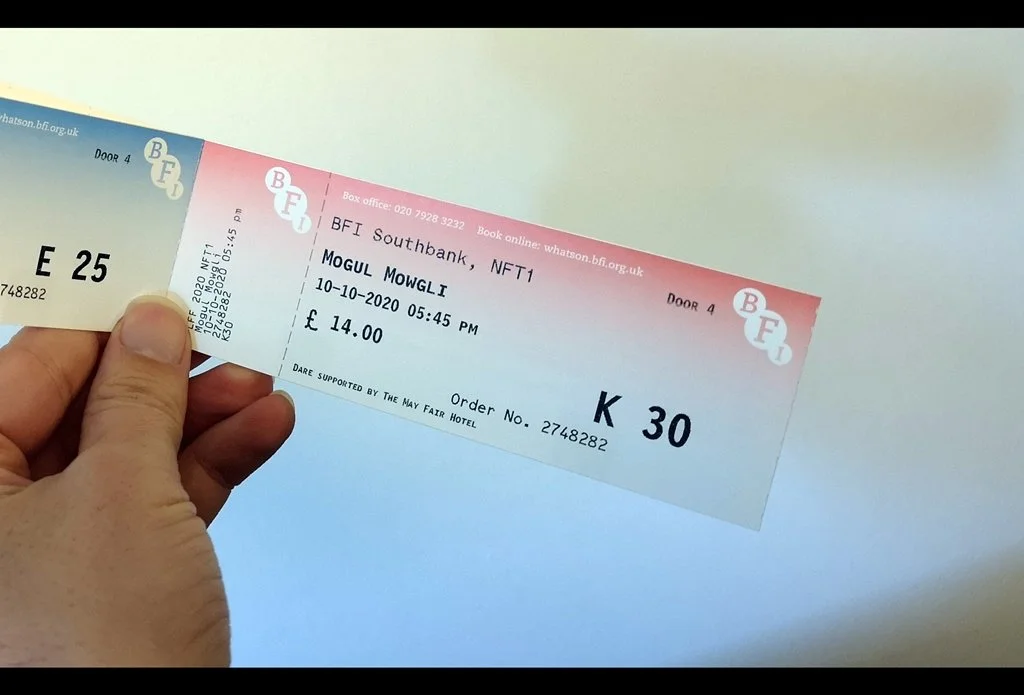 whatson.bfi.org.uk
DOOR 4
BFI
E 25
748282
BFI
LFF 2020 NFT1
Mogul Mowgli
10-10-2020 05:45 pm
2748282
K30
Box office: 020 7928 3232 Book online: whatson.bfi.org.uk
BFI Southbank, NFT1
MOGUL MOWGLI
10-10-2020 05:45 PM
£ 14.00
DOOR 4
BFI
K 30
DARE SUPPORTED BY THE MAY FAIR HOTEL
Order No. 2748282